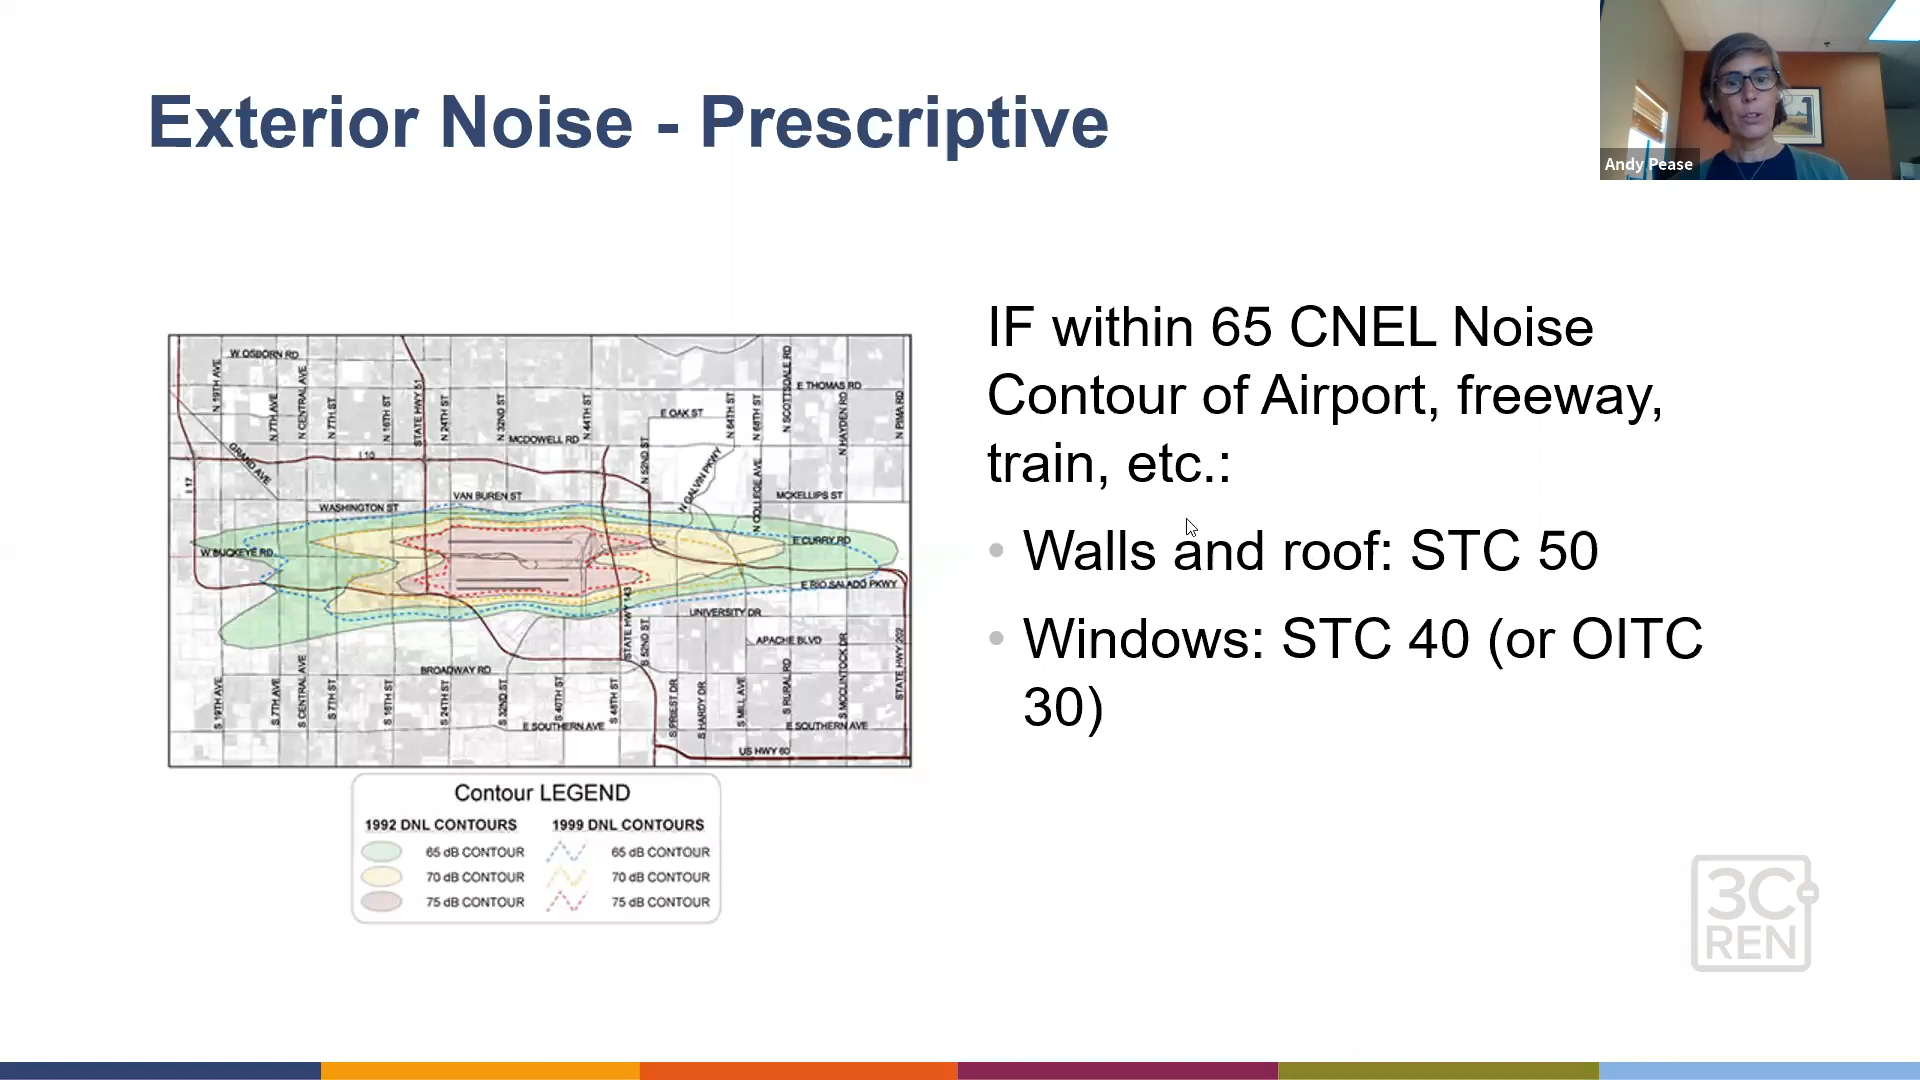 Exterior Noise - Prescriptive
Andy Pease
IF within 65 CNEL Noise
Contour of Airport, freeway,
train, etc.:
• Walls and roof: STC 50
• Windows: STC 40 (or OITC
30)
W OSBORN RD
N 19TH AVE
N 7TH AVE
N CENTRAL AVE
N 7TH ST
N 16TH ST
STATE HWY 51
N 24TH ST
N 32ND ST
N 44TH ST
E OAK ST
N 64TH ST
N 68TH ST
N SCOTTSDALE RD
E THOMAS RD
N HAYDEN RD
N PIMA RD
GRAND AVE
I 10
MCDOWELL RD
N 52ND ST
N GALVIN PKWY
N COLLEGE AVE
I 17
VAN BUREN ST
MCKELLIPS ST
WASHINGTON ST
W BUCKEYE RD
E CURRY RD
E RIO SALADO PKWY
STATE HWY 143
UNIVERSITY DR
S 52ND ST
APACHE BLVD
BROADWAY RD
S 19TH AVE
S 7TH AVE
S CENTRAL AVE
S 7TH ST
S 16TH ST
S 24TH ST
S 32ND ST
S 40TH ST
S 48TH ST
S PRIEST DR
S HARDY DR
S MILL AVE
S RURAL RD
S MCCLINTOCK DR
STATE HWY 202
E SOUTHERN AVE
E SOUTHERN AVE
US HWY 60
Contour LEGEND
1992 DNL CONTOURS
1999 DNL CONTOURS
65 dB CONTOUR
65 dB CONTOUR
70 dB CONTOUR
70 dB CONTOUR
75 dB CONTOUR
75 dB CONTOUR
3C
REN